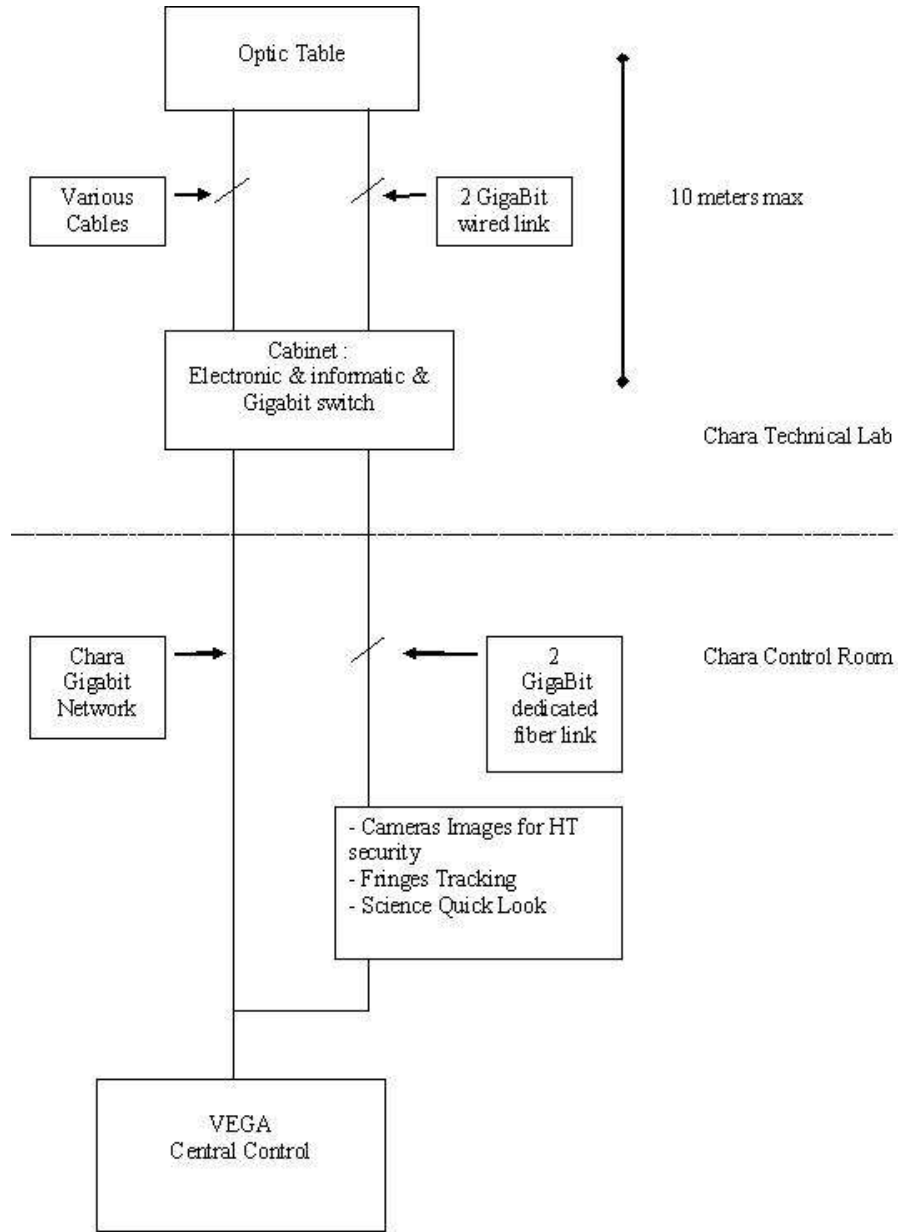 Optic Table
Various
Cables
2 GigaBit
wired link
10 meters max
Cabinet :
Electronic & informatic &
Gigabit switch
Chara Technical Lab
Chara
Gigabit
Network
2
GigaBit
dedicated
fiber link
Chara Control Room
- Cameras Images for HT
security
- Fringes Tracking
- Science Quick Look
VEGA
Central Control